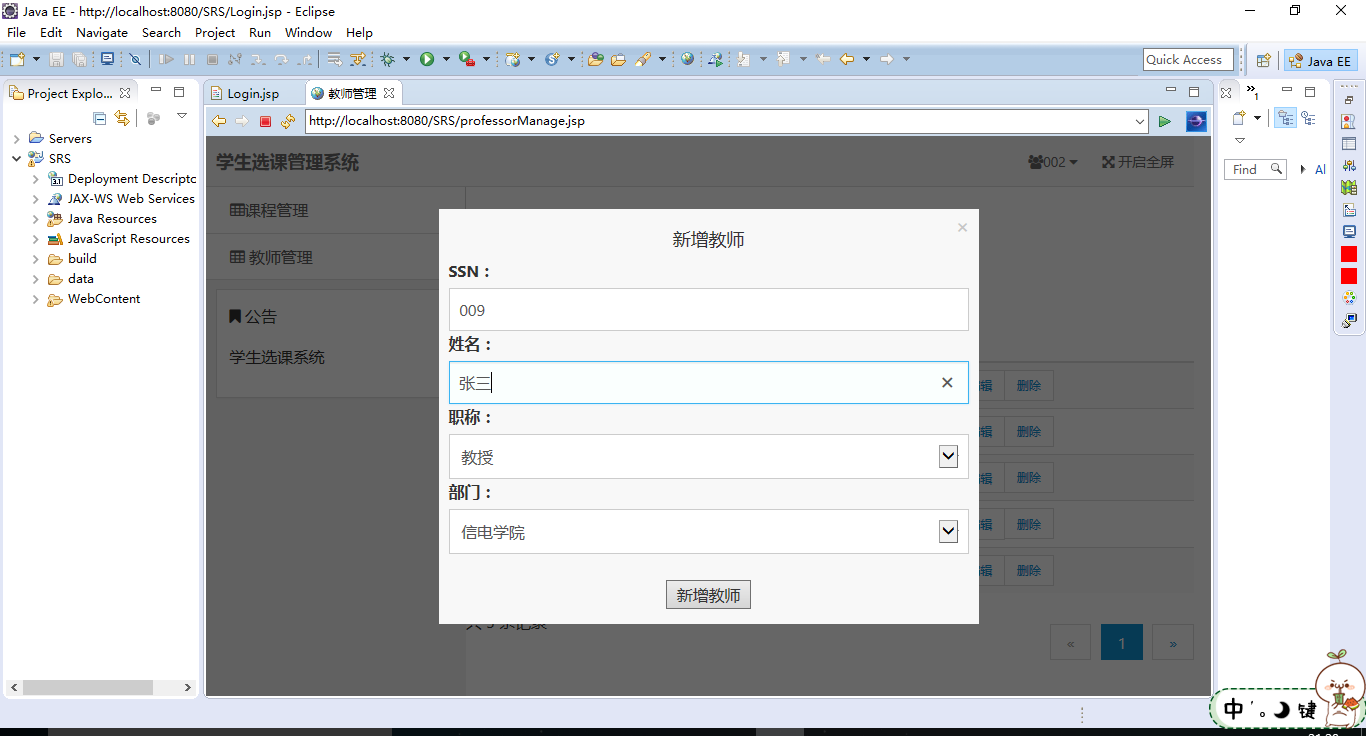 Java EE - http://localhost:8080/SRS/Login.jsp - Eclipse
File Edit Navigate Search Project Run Window Help
Quick Access
Java EE
Project Explo...
Login.jsp
教师管理
http://localhost:8080/SRS/professorManage.jsp
Servers
SRS
Deployment Descriptc
JAX-WS Web Services
Java Resources
JavaScript Resources
build
data
WebContent
Find
Al
学生选课管理系统
002
开启全屏
课程管理
教师管理
公告
学生选课系统
新增教师
×
SSN：
009
姓名：
张三
职称：
教授
部门：
信电学院
新增教师
辑 删除
辑 删除
辑 删除
辑 删除
辑 删除
« 1 »
中 键